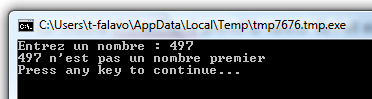 C:\Users\t-falavo\AppData\Local\Temp\tmp7676.tmp.exe
Entrez un nombre : 497
497 n'est pas un nombre premier
Press any key to continue...